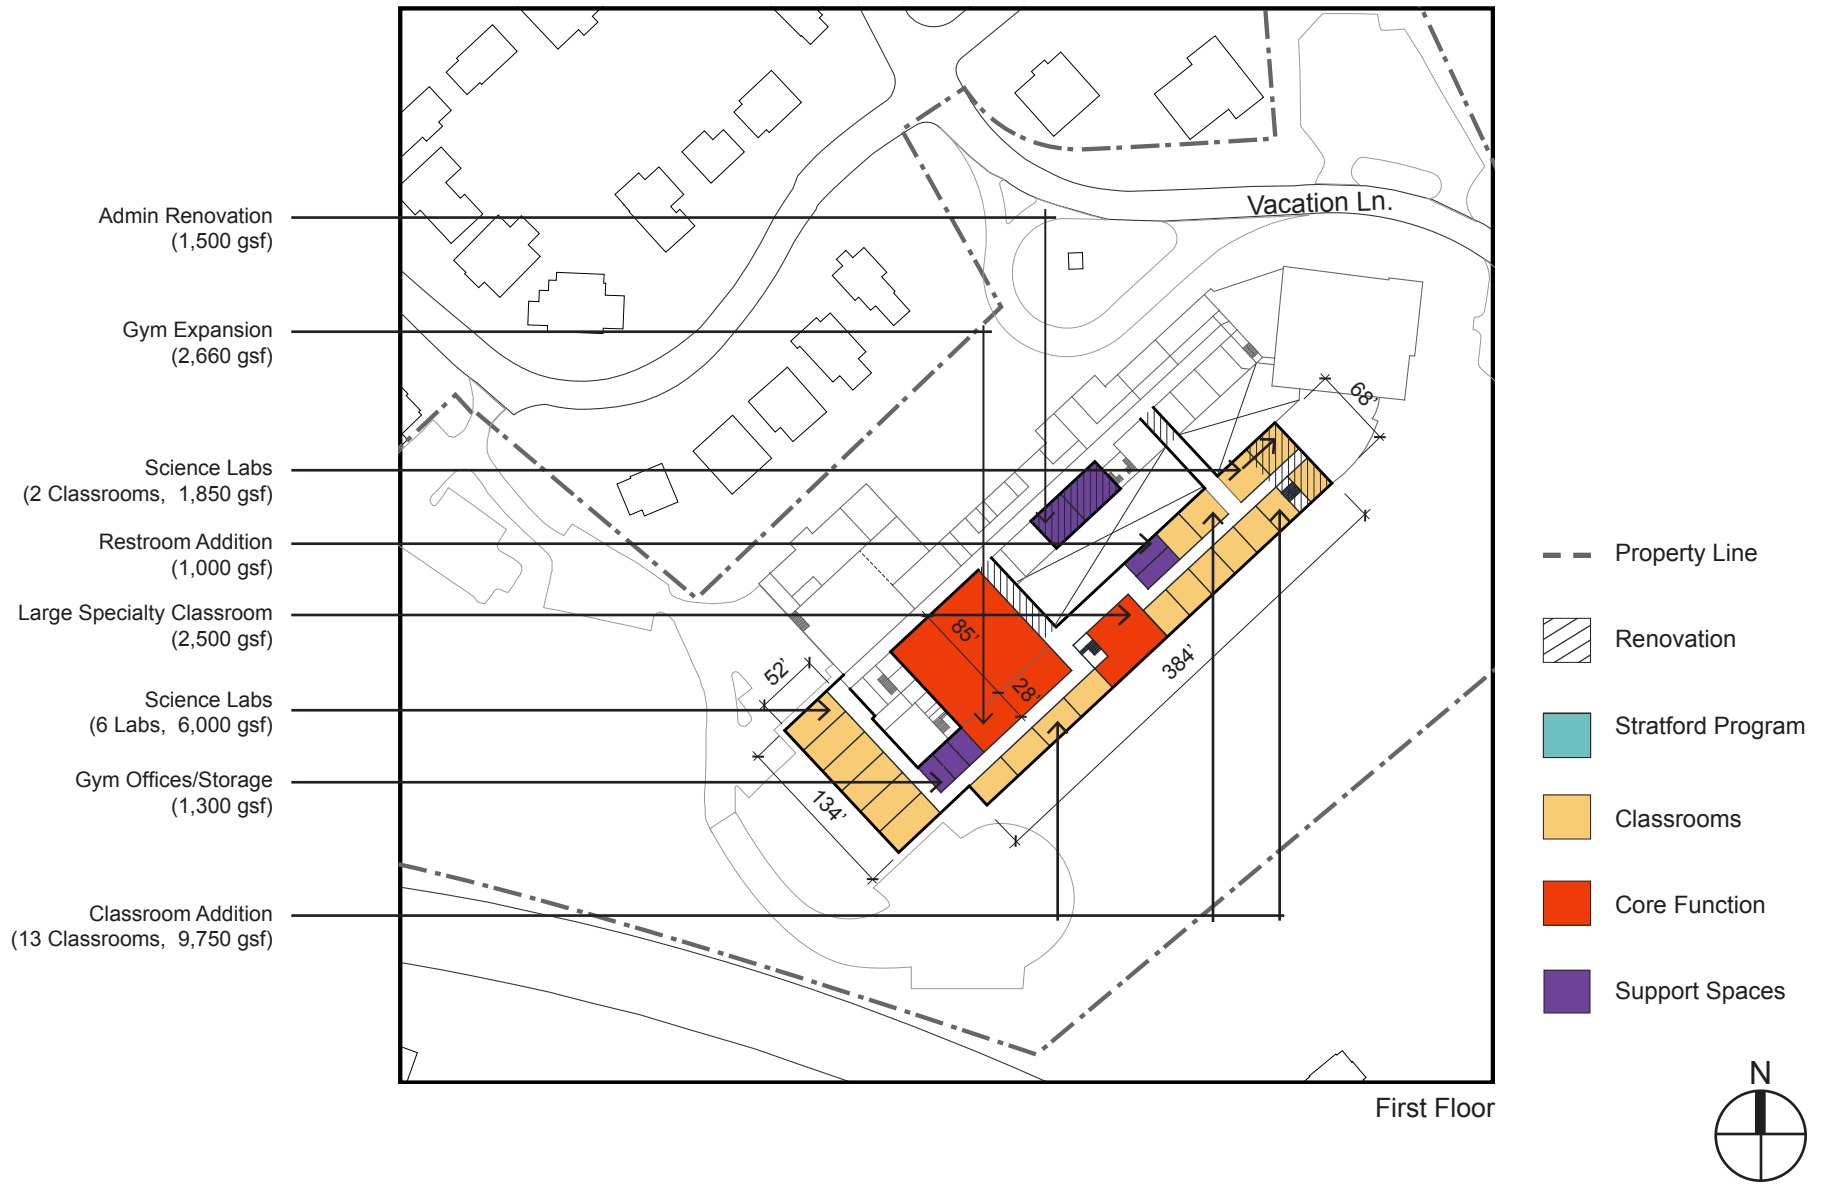 Admin Renovation
(1,500 gsf)
Gym Expansion
(2,660 gsf)
Science Labs
(2 Classrooms, 1,850 gsf)
Restroom Addition
(1,000 gsf)
Large Specialty Classroom
(2,500 gsf)
Science Labs
(6 Labs, 6,000 gsf)
Gym Offices/Storage
(1,300 gsf)
Classroom Addition
(13 Classrooms, 9,750 gsf)
Vacation Ln.
68’
85’
28’
384’
52’
134’
First Floor
Property Line
Renovation
Stratford Program
Classrooms
Core Function
Support Spaces
N